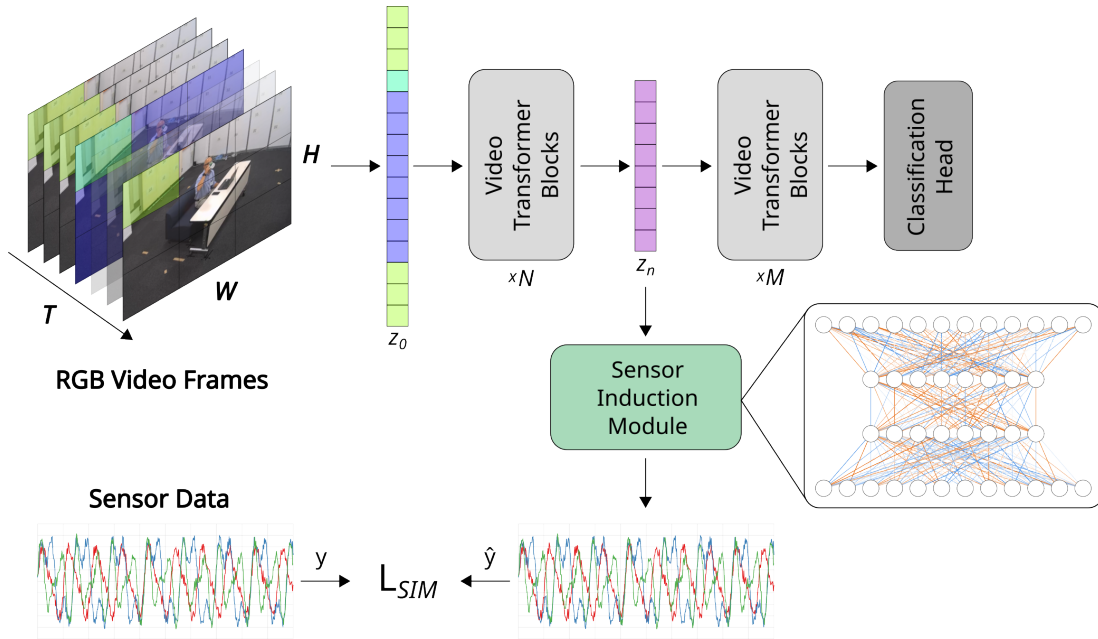 H
W
T
RGB Video Frames
z0
Video
Transformer
Blocks
xN
zn
Video
Transformer
Blocks
xM
Classification
Head
Sensor
Induction
Module
Sensor Data
y
LSIM
ŷ